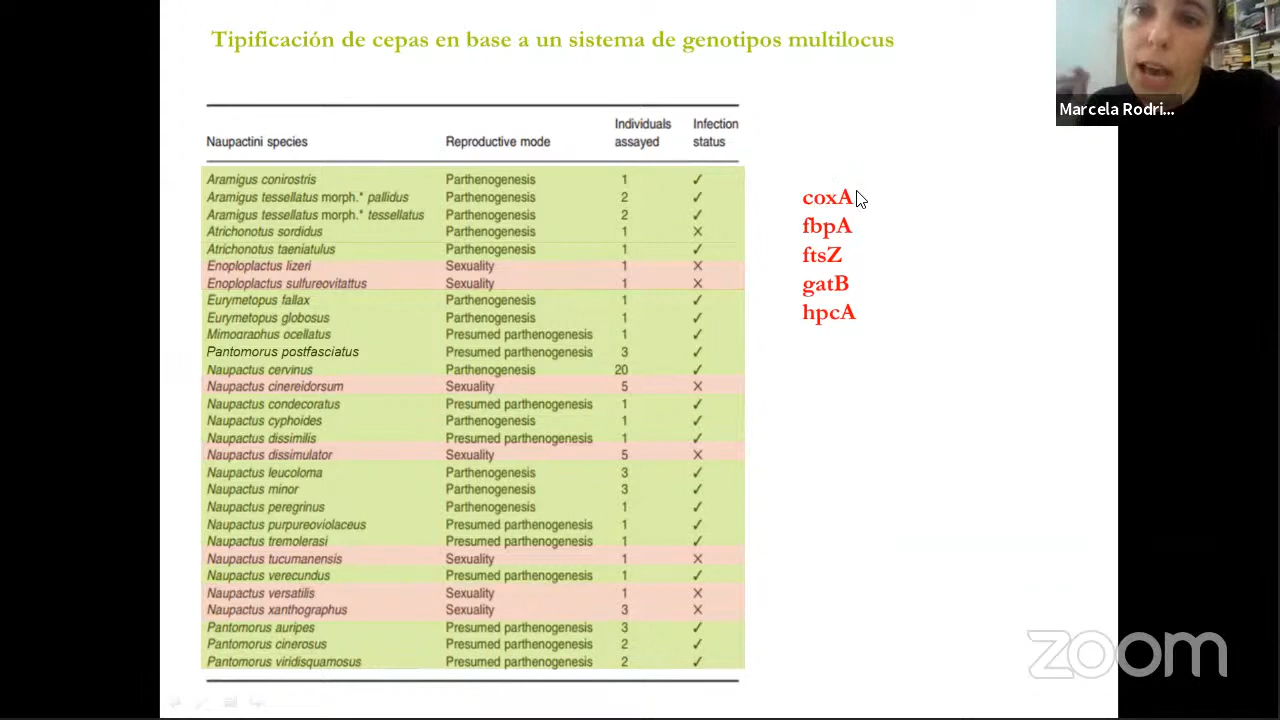 Tipificación de cepas en base a un sistema de genotipos multilocus
Marcela Rodri...
Naupactini species Reproductive mode Individuals assayed Infection status
Aramigus conirostris Parthenogenesis 1 ✓
Aramigus tessellatus morph.* pallidus Parthenogenesis 2 ✓
Aramigus tessellatus morph.* tessellatus Parthenogenesis 2 ✓
Atrichonotus sordidus Parthenogenesis 1 X
Atrichonotus taeniatulus Parthenogenesis 1 ✓
Enoploplactus lizeri Sexuality 1 X
Enoploplactus sulfureovitattus Sexuality 1 X
Eurymetopus fallax Parthenogenesis 1 ✓
Eurymetopus globosus Parthenogenesis 1 ✓
Mimographus ocellatus Presumed parthenogenesis 1 ✓
Pantomorus postfasciatus Presumed parthenogenesis 3 ✓
Naupactus cervinus Parthenogenesis 20 ✓
Naupactus cinereidorsum Sexuality 5 X
Naupactus condecoratus Presumed parthenogenesis 1 ✓
Naupactus cyphoides Parthenogenesis 1 ✓
Naupactus dissimilis Presumed parthenogenesis 1 ✓
Naupactus dissimulator Sexuality 5 X
Naupactus leucoloma Parthenogenesis 3 ✓
Naupactus minor Parthenogenesis 3 ✓
Naupactus peregrinus Parthenogenesis 1 ✓
Naupactus purpureoviolaceus Presumed parthenogenesis 1 ✓
Naupactus tremolerasi Presumed parthenogenesis 1 ✓
Naupactus tucumanensis Sexuality 1 X
Naupactus verecundus Presumed parthenogenesis 1 ✓
Naupactus versatilis Sexuality 1 X
Naupactus xanthographus Sexuality 3 X
Pantomorus auripes Presumed parthenogenesis 3 ✓
Pantomorus cinerosus Presumed parthenogenesis 2 ✓
Pantomorus viridisquamosus Presumed parthenogenesis 2 ✓
coxA
fbpA
ftsZ
gatB
hpcA
zoom